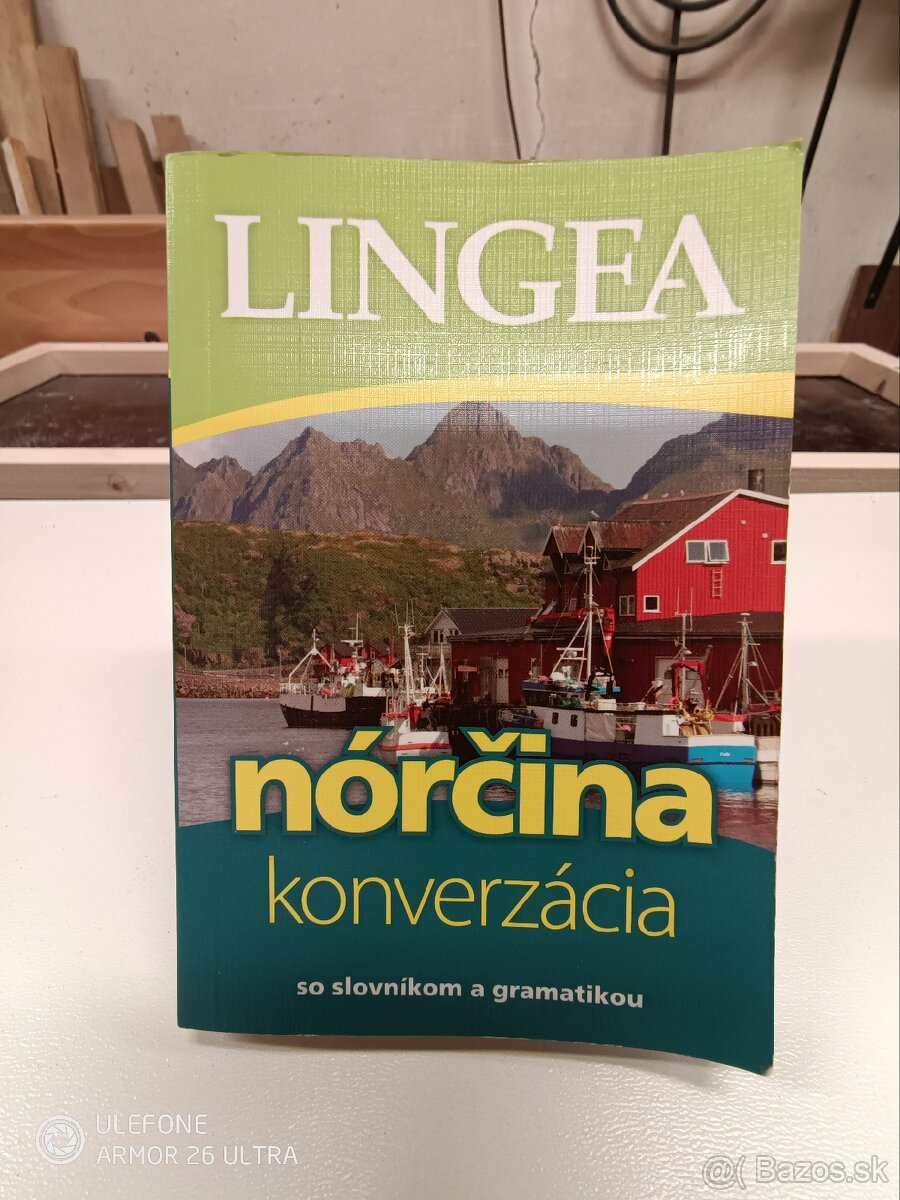 LINGEA
nórčina
konverzácia
so slovníkom a gramatikou
ULEFONE
ARMOR 26 ULTRA
@( Bazos.sk